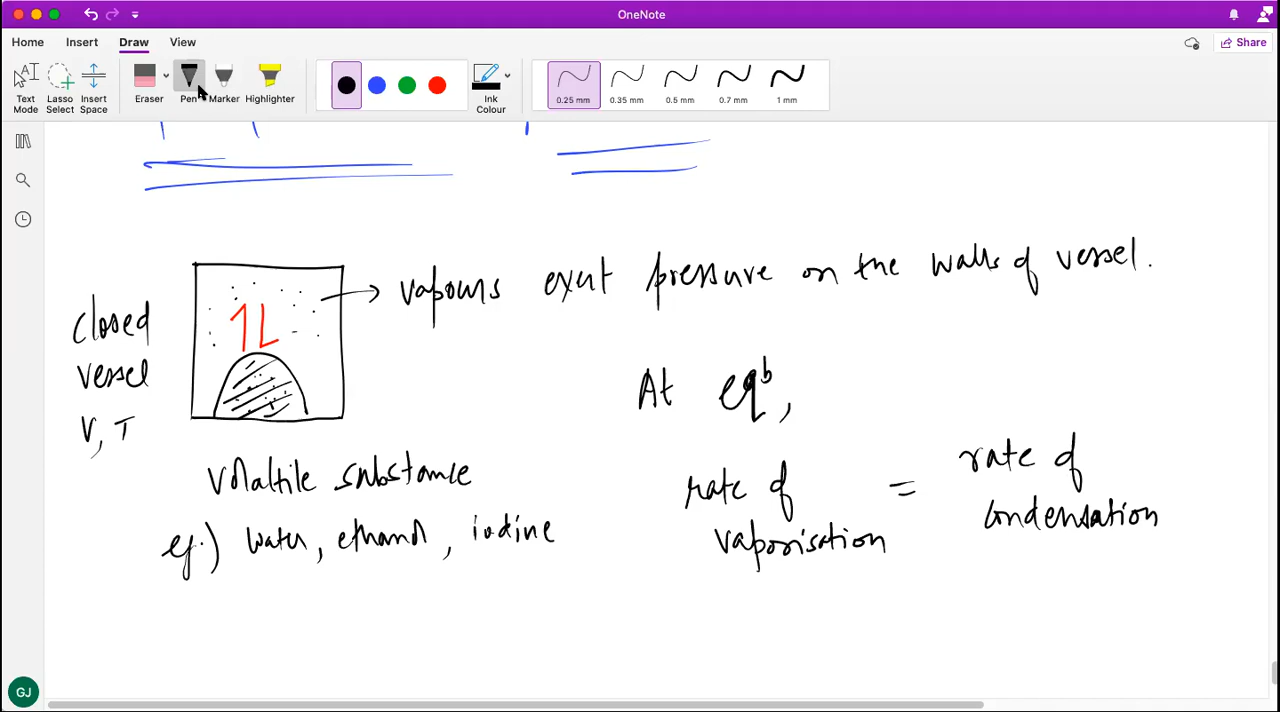 OneNote
Home Insert Draw View
Share
Text Mode
Lasso Select
Insert Space
Eraser
Pen
Marker
Highlighter
Ink Colour
0.25 mm
0.35 mm
0.5 mm
0.7 mm
1 mm
closed vessel
V, T
1L
vapours exert pressure on the walls of vessel.
At eqb,
rate of vaporisation = rate of condensation
Volatile substance
eg.) water, ethanol, iodine
GJ